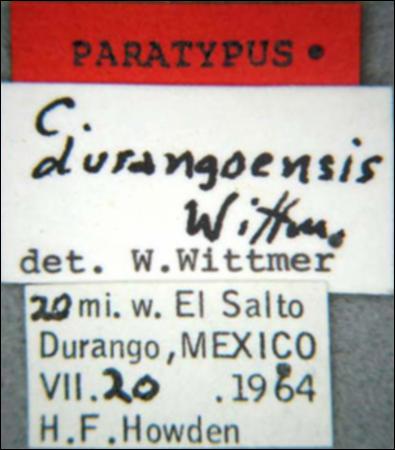 PARATYPUS •
C.
durangoensis
Wittm.
det. W.Wittmer
20 mi. w. El Salto
Durango, MEXICO
VII. 20 . 1964
H.F. Howden